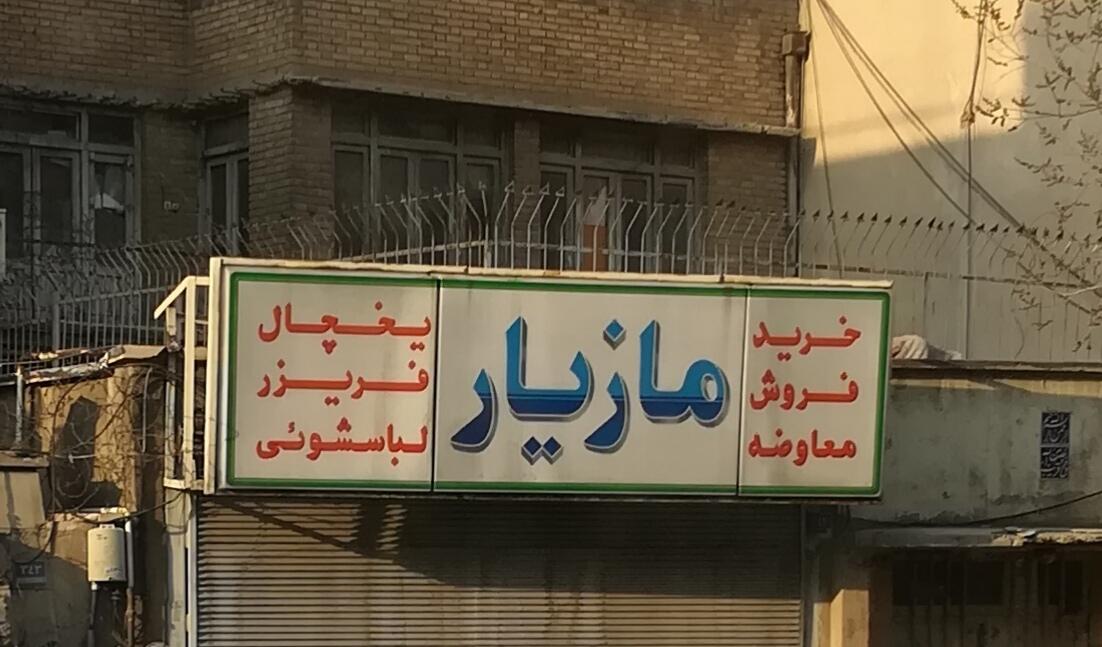 خرید
فروش
معاوضه
مازیار
یخچال
فریزر
لباسشوئی